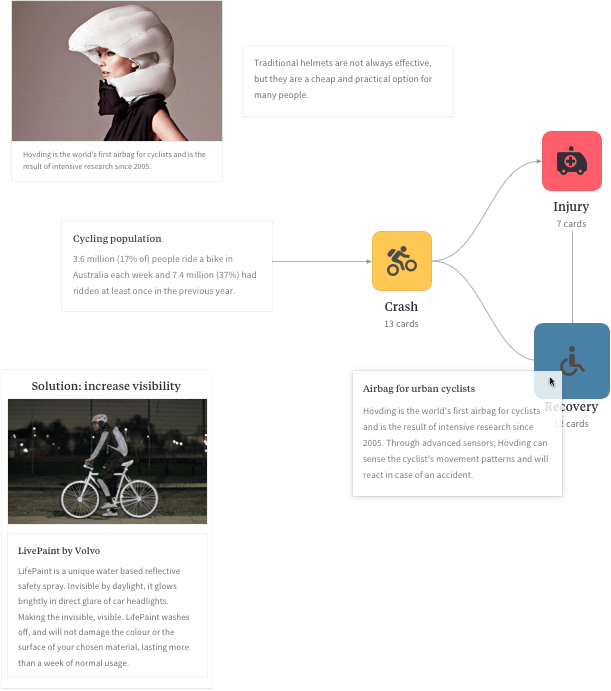 Hövding is the world's first airbag for cyclists and is the
result of intensive research since 2005.
Traditional helmets are not always effective,
but they are a cheap and practical option for
many people.
Injury
7 cards
Cycling population
3.6 million (17% of) people ride a bike in
Australia each week and 7.4 million (37%) had
ridden at least once in the previous year.
Crash
13 cards
Recovery
12 cards
Airbag for urban cyclists
Hövding is the world's first airbag for cyclists
and is the result of intensive research since
2005. Through advanced sensors, Hövding can
sense the cyclist's movement patterns and will
react in case of an accident.
Solution: increase visibility
LivePaint by Volvo
LifePaint is a unique water based reflective
safety spray. Invisible by daylight, it glows
brightly in direct glare of car headlights.
Making the invisible, visible. LifePaint washes
off, and will not damage the colour or the
surface of your chosen material, lasting more
than a week of normal usage.